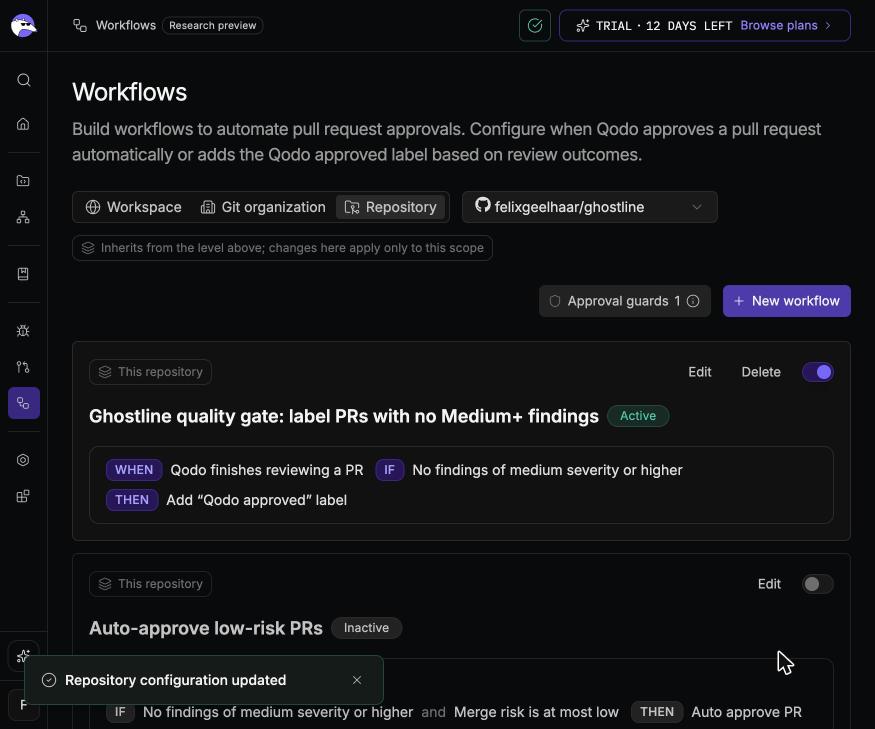 Workflows Research preview TRIAL · 12 DAYS LEFT Browse plans
Workflows
Build workflows to automate pull request approvals. Configure when Qodo approves a pull request
automatically or adds the Qodo approved label based on review outcomes.
Workspace Git organization Repository felixgeelhaar/ghostline
Inherits from the level above; changes here apply only to this scope
Approval guards 1 New workflow
This repository Edit Delete
Ghostline quality gate: label PRs with no Medium+ findings Active
WHEN Qodo finishes reviewing a PR IF No findings of medium severity or higher
THEN Add “Qodo approved” label
This repository Edit
Auto-approve low-risk PRs Inactive
Repository configuration updated
F
IF No findings of medium severity or higher and Merge risk is at most low THEN Auto approve PR